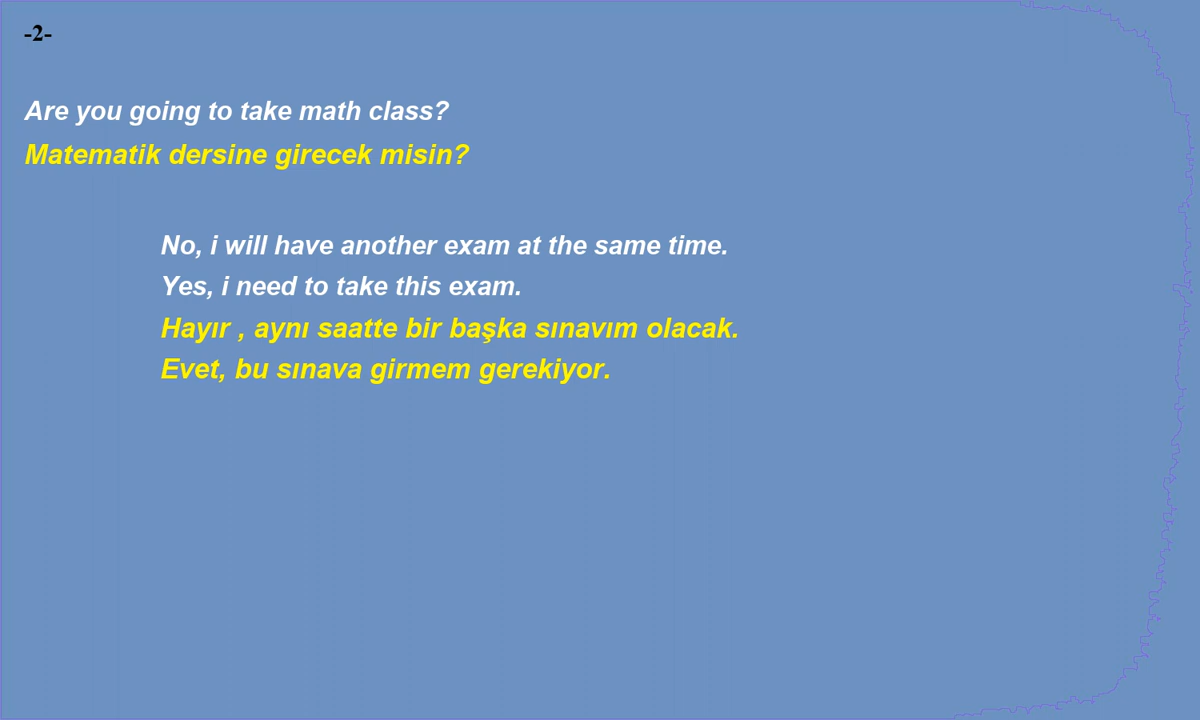 -2-
Are you going to take math class?
Matematik dersine girecek misin?
No, i will have another exam at the same time.
Yes, i need to take this exam.
Hayır , aynı saatte bir başka sınavım olacak.
Evet, bu sınava girmem gerekiyor.